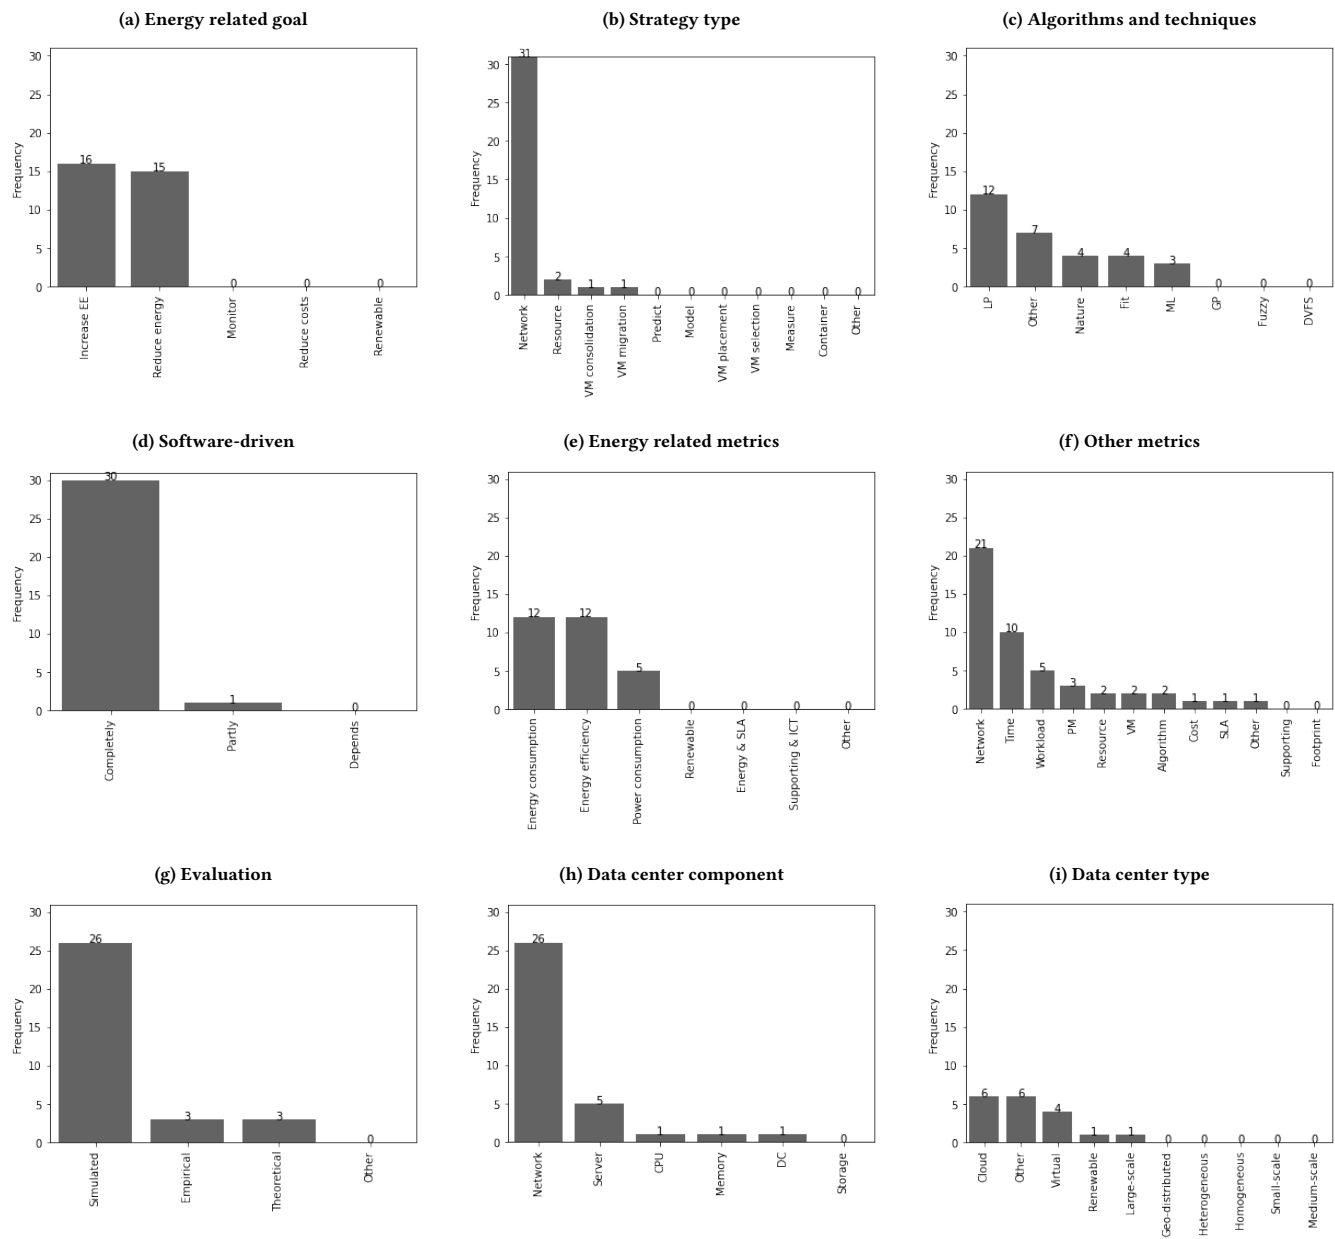 (a) Energy related goal
30
25
20
15
10
5
0
Frequency
16
15
0
0
0
Increase EE
Reduce energy
Monitor
Reduce costs
Renewable
(b) Strategy type
30
25
20
15
10
5
0
Frequency
31
2
1
1
0
0
0
0
0
0
0
Network
Resource
VM consolidation
VM migration
Predict
Model
VM placement
VM selection
Measure
Container
Other
(c) Algorithms and techniques
30
25
20
15
10
5
0
Frequency
12
7
4
4
3
0
0
0
LP
Other
Nature
Fit
ML
GP
Fuzzy
DVFS
(d) Software-driven
30
25
20
15
10
5
0
Frequency
30
1
0
Completely
Partly
Depends
(e) Energy related metrics
30
25
20
15
10
5
0
Frequency
12
12
5
0
0
0
0
Energy consumption
Energy efficiency
Power consumption
Renewable
Energy & SLA
Supporting & ICT
Other
(f) Other metrics
30
25
20
15
10
5
0
Frequency
21
10
5
3
2
2
2
1
1
1
0
0
Network
Time
Workload
PM
Resource
VM
Algorithm
Cost
SLA
Other
Supporting
Footprint
(g) Evaluation
30
25
20
15
10
5
0
Frequency
26
3
3
0
Simulated
Empirical
Theoretical
Other
(h) Data center component
30
25
20
15
10
5
0
Frequency
26
5
1
1
1
0
Network
Server
CPU
Memory
DC
Storage
(i) Data center type
30
25
20
15
10
5
0
Frequency
6
6
4
1
1
0
0
0
0
0
Cloud
Other
Virtual
Renewable
Large-scale
Geo-distributed
Heterogeneous
Homogeneous
Small-scale
Medium-scale